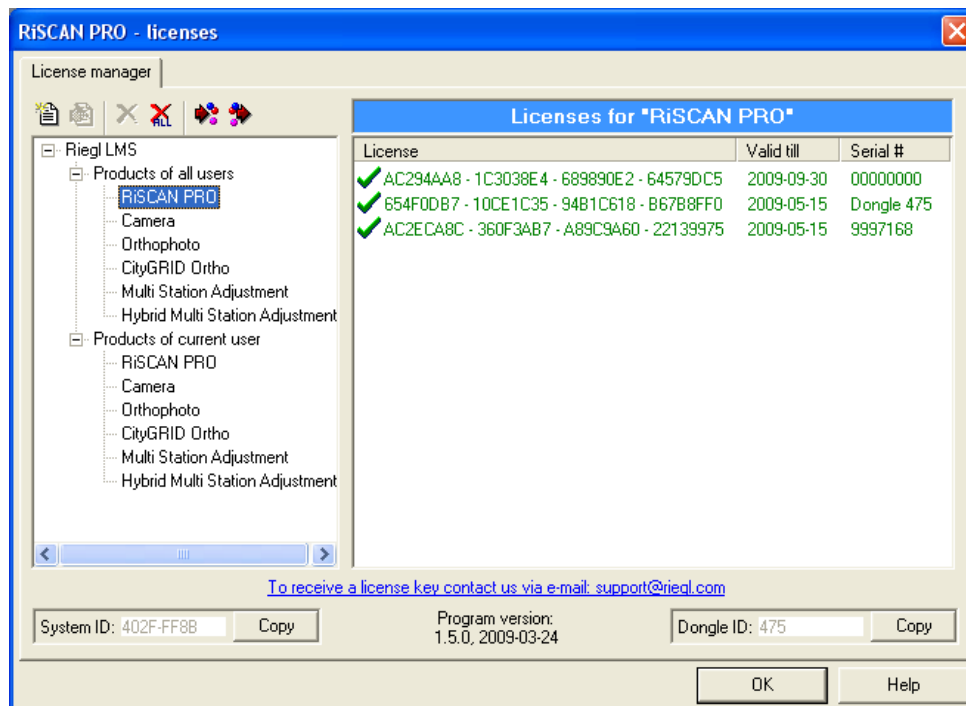 RiSCAN PRO - licenses
License manager
ALL
Riegl LMS
Products of all users
RiSCAN PRO
Camera
Orthophoto
CityGRID Ortho
Multi Station Adjustment
Hybrid Multi Station Adjustment
Products of current user
RiSCAN PRO
Camera
Orthophoto
CityGRID Ortho
Multi Station Adjustment
Hybrid Multi Station Adjustment
Licenses for "RiSCAN PRO"
License Valid till Serial #
AC294AA8 - 1C3038E4 - 689890E2 - 64579DC5 2009-09-30 00000000
654F0DB7 - 10CE1C35 - 94B1C618 - B67B8FF0 2009-05-15 Dongle 475
AC2ECA8C - 360F3AB7 - A89C9A60 - 22139975 2009-05-15 9997168
To receive a license key contact us via e-mail: support@riegl.com
System ID: 402F-FF8B Copy
Program version:
1.5.0, 2009-03-24
Dongle ID: 475 Copy
OK Help